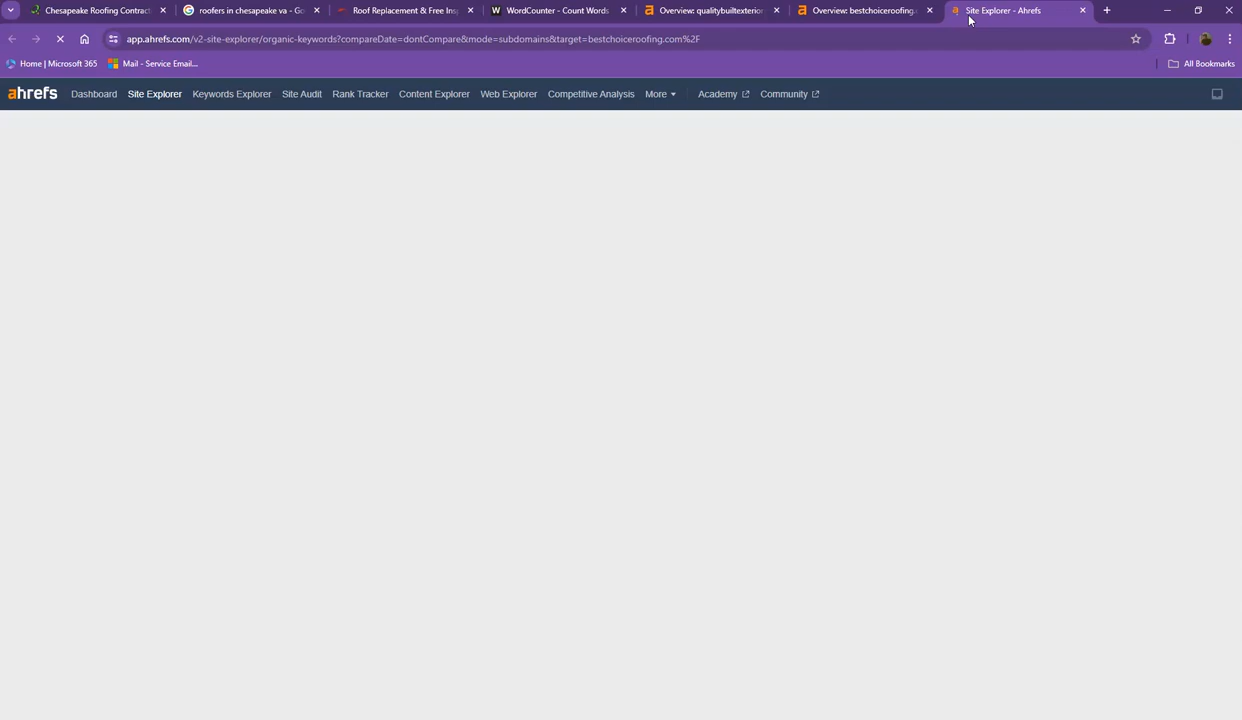 Chesapeake Roofing Contract
roofers in chesapeake va - Go
Roof Replacement & Free Insp
WordCounter - Count Words
Overview: qualitybuiltexterior
Overview: bestchoiceroofing.
Site Explorer - Ahrefs
app.ahrefs.com/v2-site-explorer/organic-keywords?compareDate=dontCompare&mode=subdomains&target=bestchoiceroofing.com%2F
Home | Microsoft 365
Mail - Service Email...
All Bookmarks
ahrefs
Dashboard
Site Explorer
Keywords Explorer
Site Audit
Rank Tracker
Content Explorer
Web Explorer
Competitive Analysis
More
Academy
Community